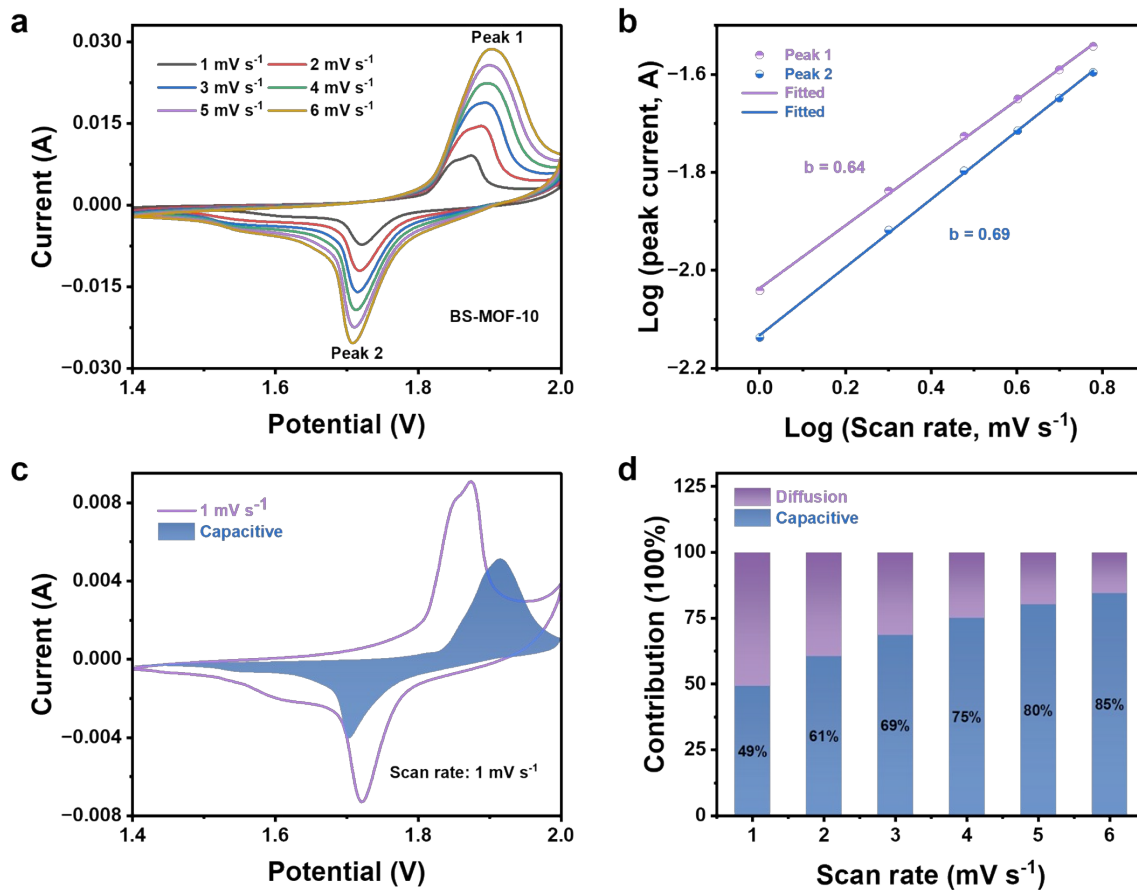 a
Peak 1
1 mV s⁻¹ 2 mV s⁻¹
3 mV s⁻¹ 4 mV s⁻¹
5 mV s⁻¹ 6 mV s⁻¹
0.030
0.015
0.000
−0.015
−0.030
Current (A)
BS-MOF-10
Peak 2
1.4 1.6 1.8 2.0
Potential (V)
b
Peak 1
Peak 2
Fitted
Fitted
b = 0.64
b = 0.69
−1.6
−1.8
−2.0
−2.2
Log (peak current, A)
0.0 0.2 0.4 0.6 0.8
Log (Scan rate, mV s⁻¹)
c
1 mV s⁻¹
Capacitive
0.008
0.004
0.000
−0.004
−0.008
Current (A)
Scan rate: 1 mV s⁻¹
1.4 1.6 1.8 2.0
Potential (V)
d
Diffusion
Capacitive
125
100
75
50
25
0
Contribution (100%)
49% 61% 69% 75% 80% 85%
1 2 3 4 5 6
Scan rate (mV s⁻¹)